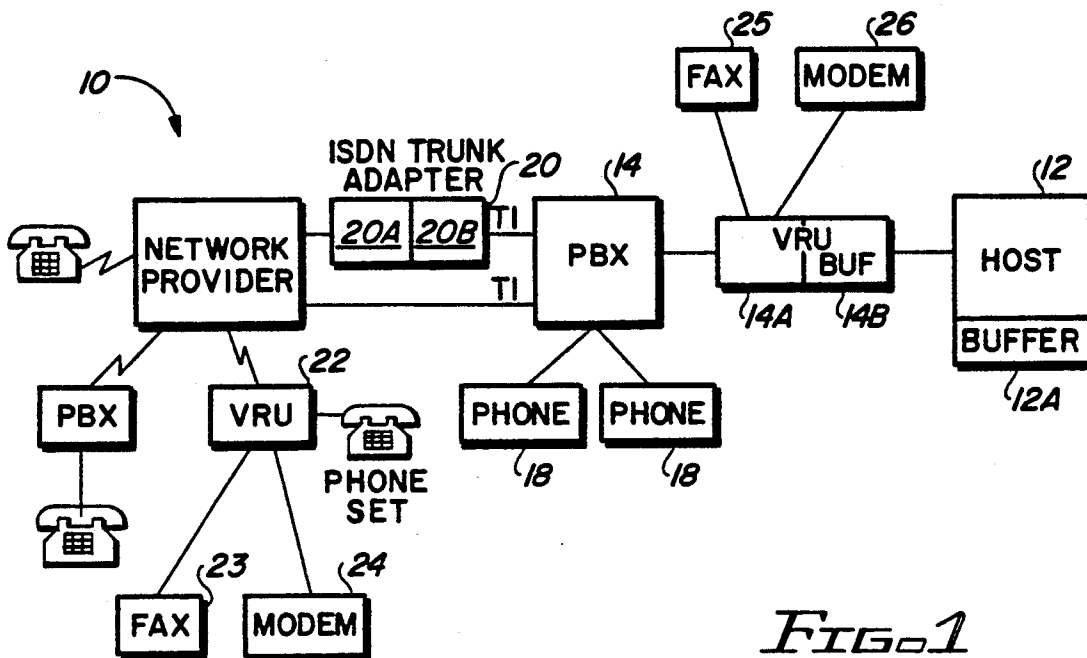 25
26
10
FAX
MODEM
ISDN TRUNK
ADAPTER
20
14
12
20A
20B
T1
NETWORK
PROVIDER
PBX
VRU
BUF
HOST
T1
14A
14B
BUFFER
12A
22
PBX
VRU
PHONE
PHONE
18
18
PHONE
SET
23
24
FAX
MODEM
FIG. 1